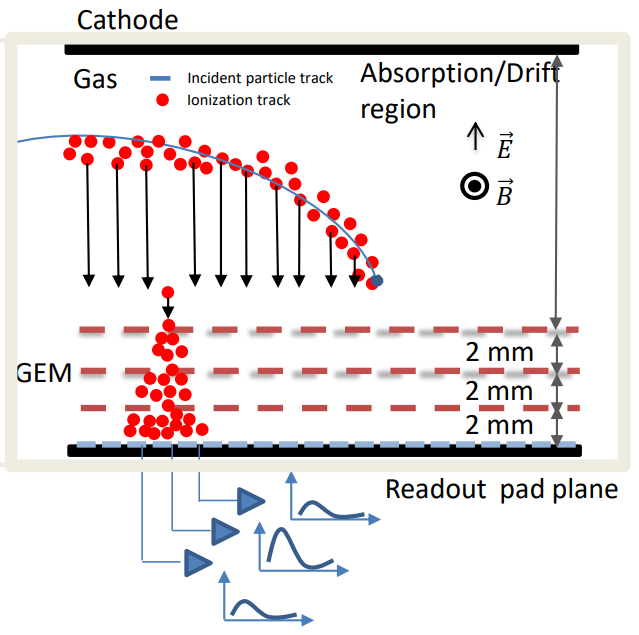 Cathode
Gas
Incident particle track
Ionization track
Absorption/Drift
region
E
B
GEM
2 mm
2 mm
2 mm
Readout pad plane